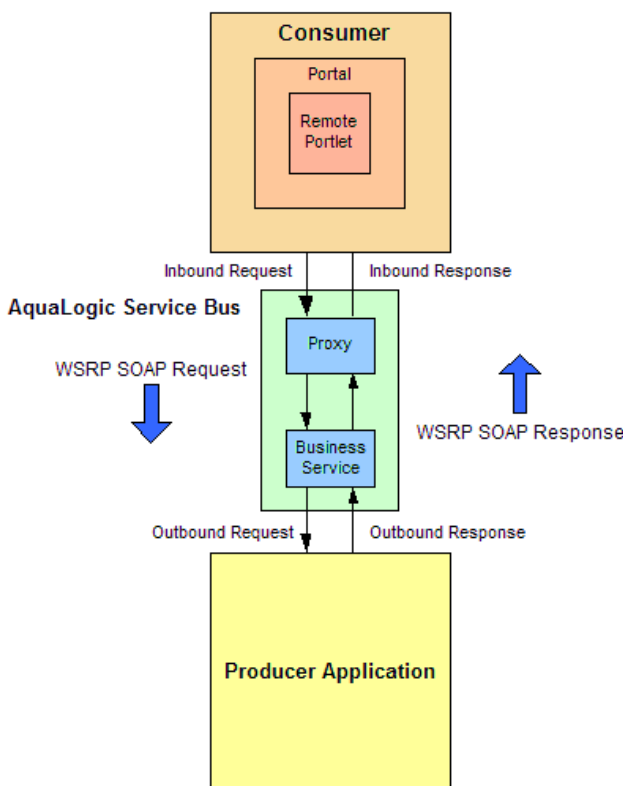 Consumer
Portal
Remote
Portlet
Inbound Request
Inbound Response
AquaLogic Service Bus
Proxy
WSRP SOAP Request
WSRP SOAP Response
Business
Service
Outbound Request
Outbound Response
Producer Application